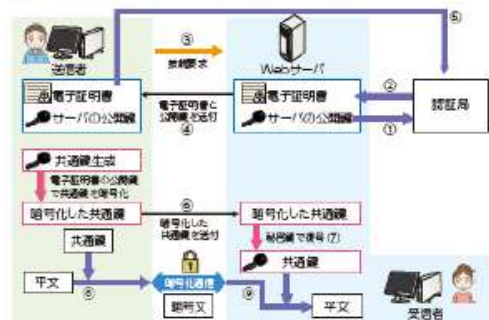 ⑤
送信者
③
接続要求
Webサーバ
電子証明書
サーバの公開鍵
電子証明書と
公開鍵を送付
④
電子証明書
サーバの公開鍵
②
①
認証局
共通鍵生成
電子証明書の公開鍵
で共通鍵を暗号化
暗号化した共通鍵
⑥
暗号化した
共通鍵を送付
暗号化した共通鍵
秘密鍵で復号(7)
共通鍵
共通鍵
平文
⑧
暗号化通信
暗号文
⑨
平文
受信者